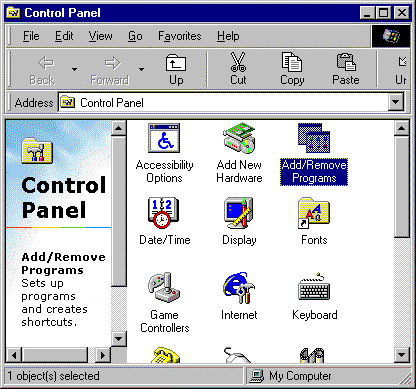 Control Panel
File Edit View Go Favorites Help
Back Forward Up Cut Copy Paste
Address Control Panel
Control
Panel
Add/Remove
Programs
Sets up
programs
and creates
shortcuts.
Accessibility
Options
Add New
Hardware
Add/Remove
Programs
Date/Time
Display
Fonts
Game
Controllers
Internet
Keyboard
1 object(s) selected
My Computer